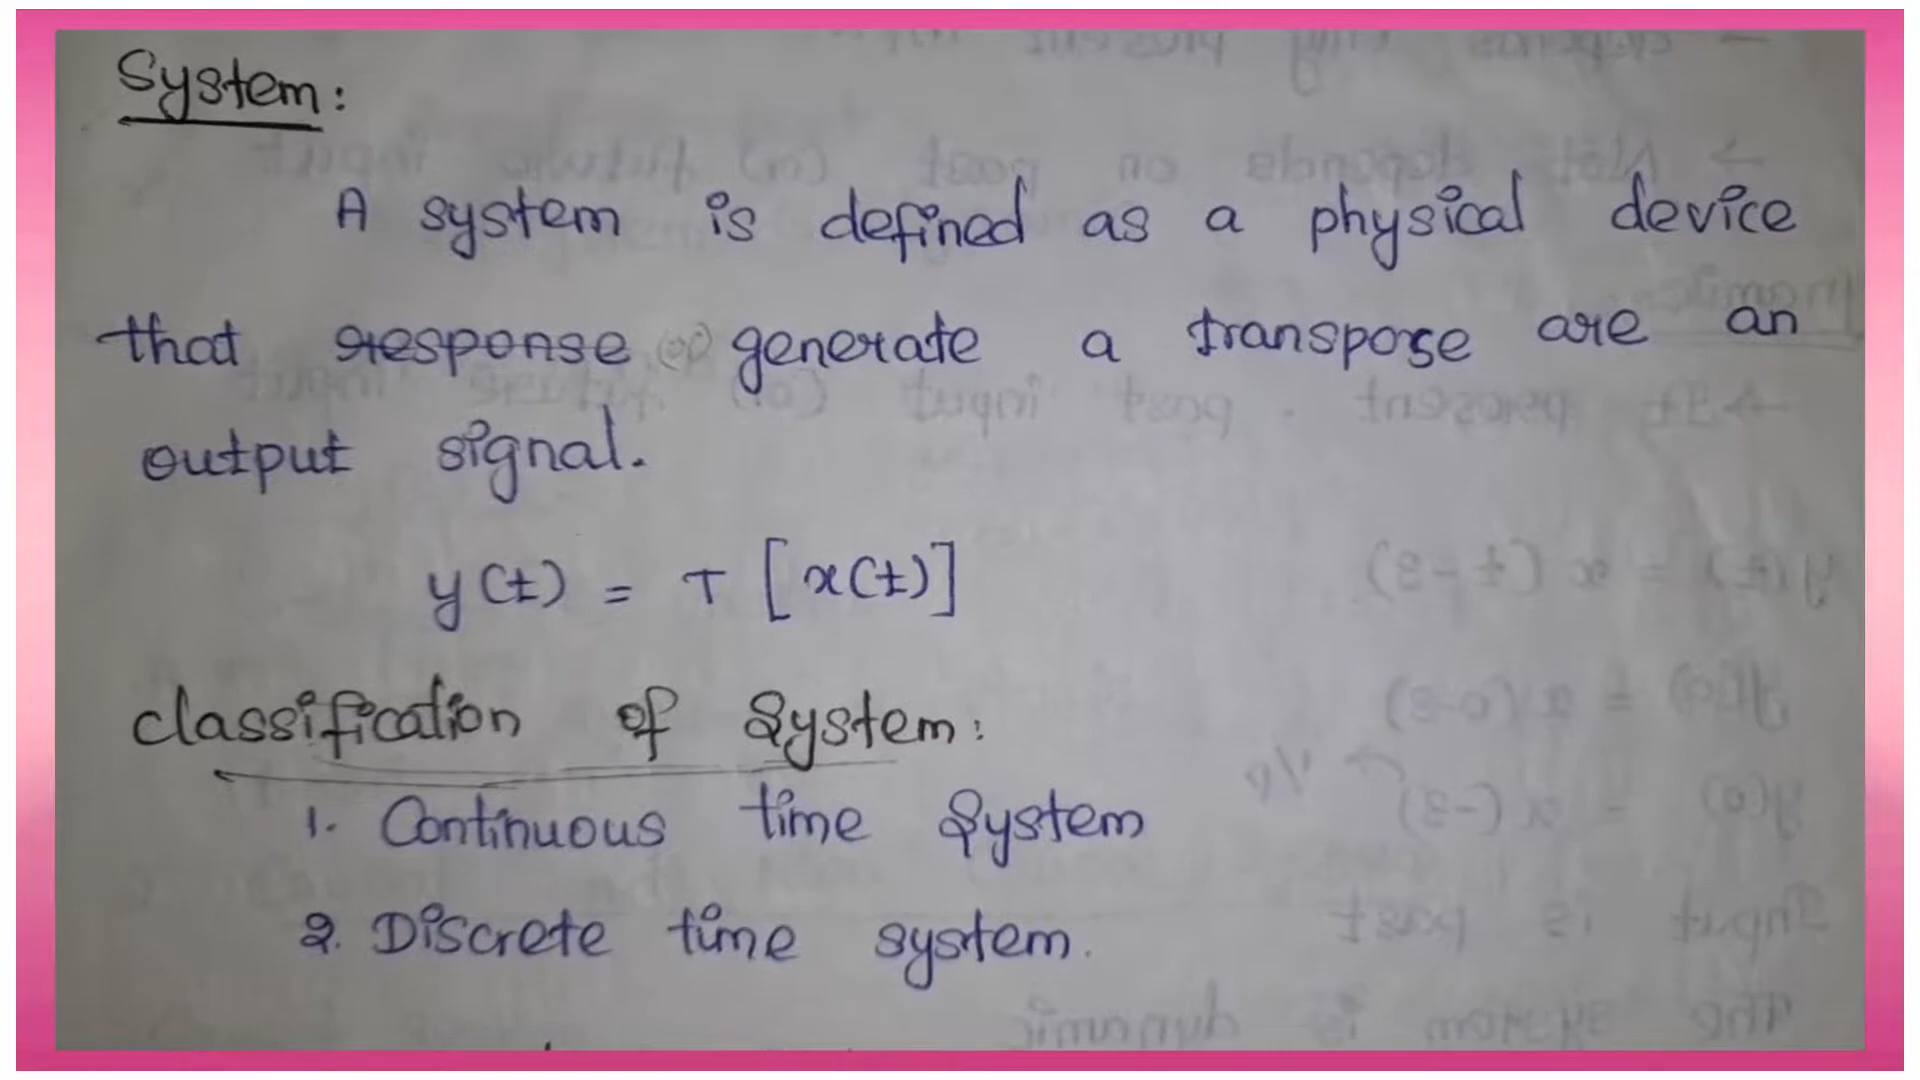 System:
A system is defined as a physical device
that response generate a transpose are an
output signal.
y(t) = T [x(t)]
classification of System:
1. Continuous time System
2. Discrete time system.